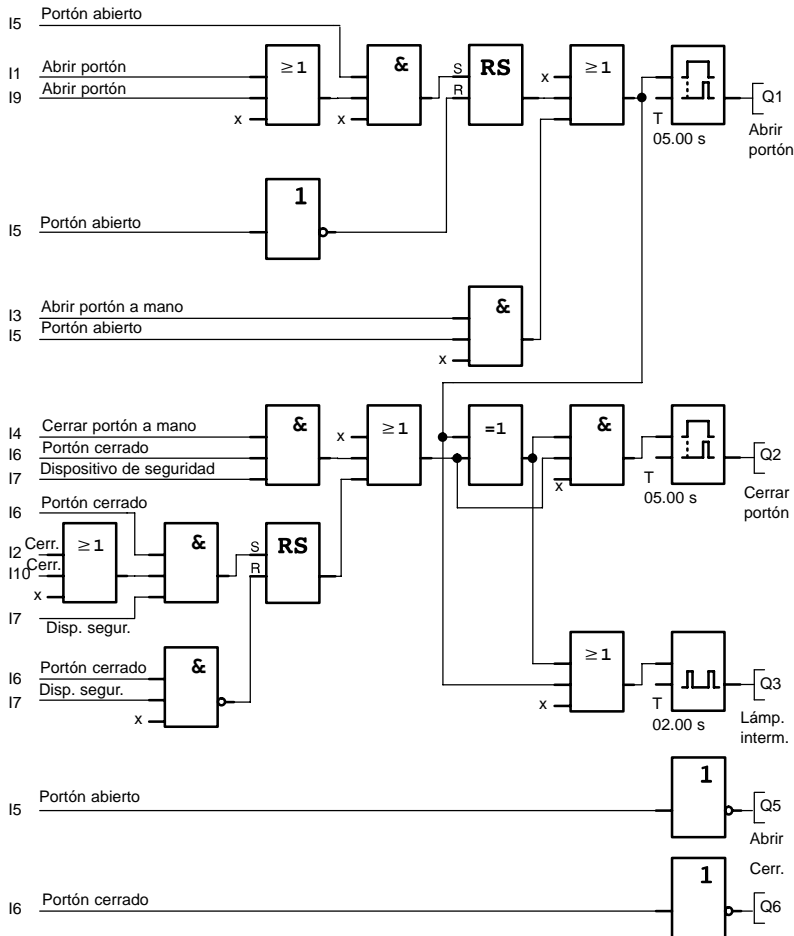 Portón abierto
I5
I1 Abrir portón ≥1 & S RS x ≥1
I9 Abrir portón R Q1
x x T
05.00 s Abrir
portón
1
I5 Portón abierto
I3 Abrir portón a mano &
I5 Portón abierto
x
I4 Cerrar portón a mano & x ≥1 =1 &
I6 Portón cerrado Q2
I7 Dispositivo de seguridad x T
05.00 s Cerrar
portón
Portón cerrado
I6
I2 Cerr. ≥1 & S RS
I10 Cerr. R
x
I7
Disp. segur.
I6 Portón cerrado & ≥1
I7 Disp. segur. Q3
x x T
02.00 s Lámp.
interm.
1
I5 Portón abierto Q5
Abrir
1 Cerr.
I6 Portón cerrado Q6